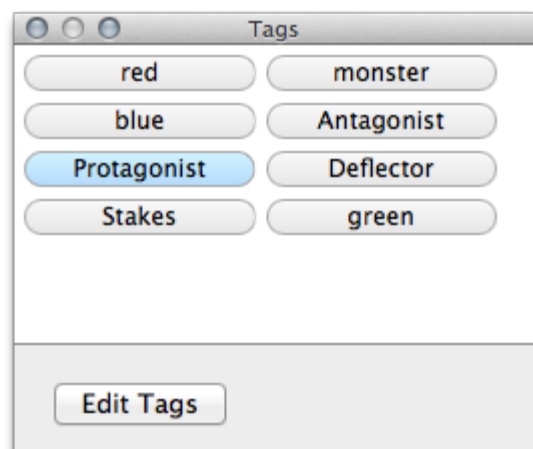 Tags
red monster
blue Antagonist
Protagonist Deflector
Stakes green
Edit Tags